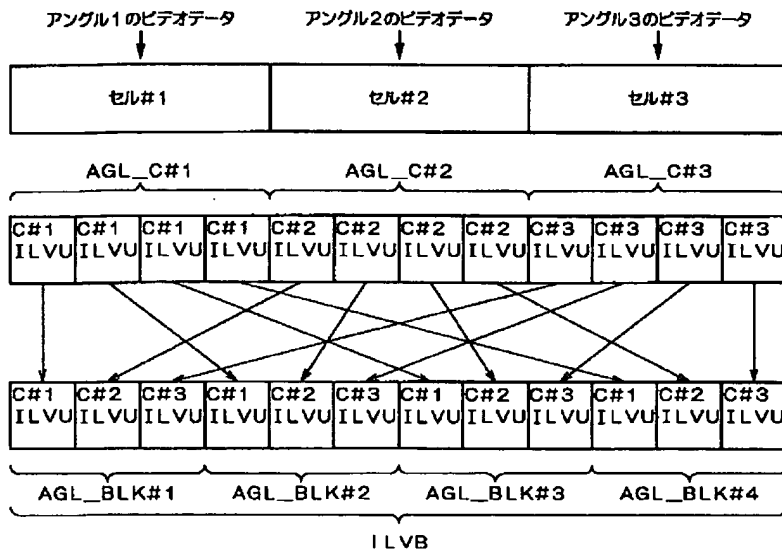 アングル1のビデオデータ アングル2のビデオデータ アングル3のビデオデータ
セル#1 セル#2 セル#3
AGL_C#1 AGL_C#2 AGL_C#3
C#1 C#1 C#1 C#1 C#2 C#2 C#2 C#2 C#3 C#3 C#3 C#3
ILVU ILVU ILVU ILVU ILVU ILVU ILVU ILVU ILVU ILVU ILVU ILVU
C#1 C#2 C#3 C#1 C#2 C#3 C#1 C#2 C#3 C#1 C#2 C#3
ILVU ILVU ILVU ILVU ILVU ILVU ILVU ILVU ILVU ILVU ILVU ILVU
AGL_BLK#1 AGL_BLK#2 AGL_BLK#3 AGL_BLK#4
ILVB